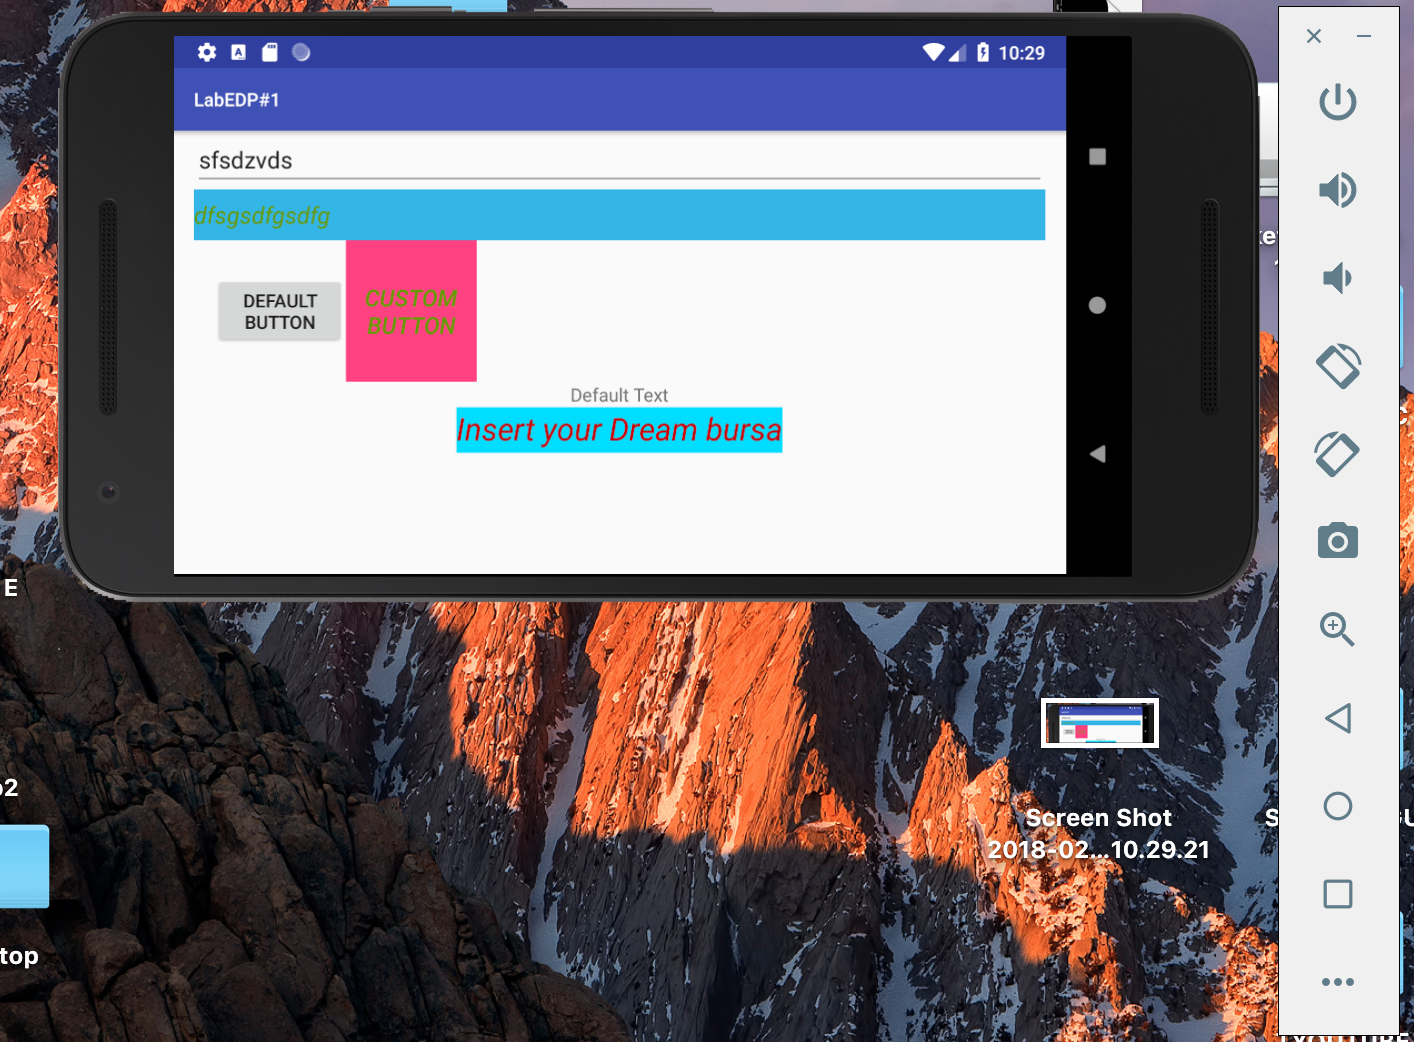 10:29
LabEDP#1
sfsdzvds
dfsgsdfgsdfg
DEFAULT
BUTTON
CUSTOM
BUTTON
Default Text
Insert your Dream bursa
E
Screen Shot
2018-02...10.29.21
top